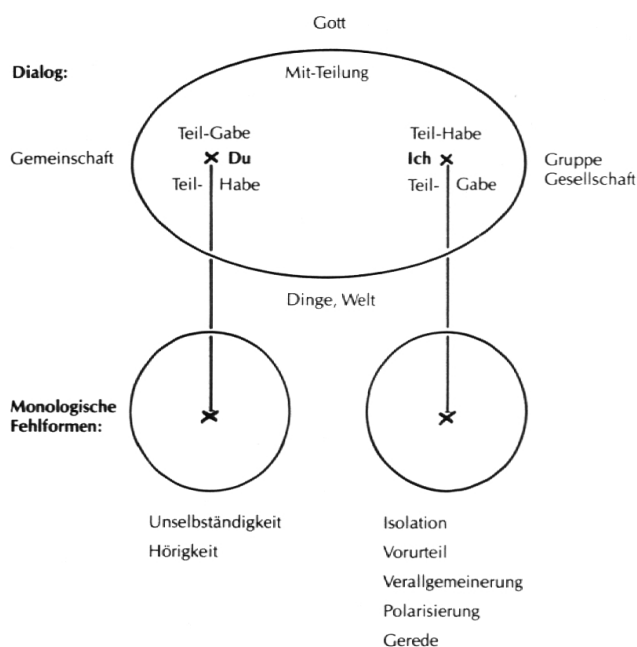 Gott
Dialog:
Mit-Teilung
Teil-Gabe
Teil-Habe
Gemeinschaft
Du
Ich
Gruppe
Gesellschaft
Teil- Habe
Teil- Gabe
Dinge, Welt
Monologische
Fehlformen:
Unselbständigkeit
Hörigkeit
Isolation
Vorurteil
Verallgemeinerung
Polarisierung
Gerede